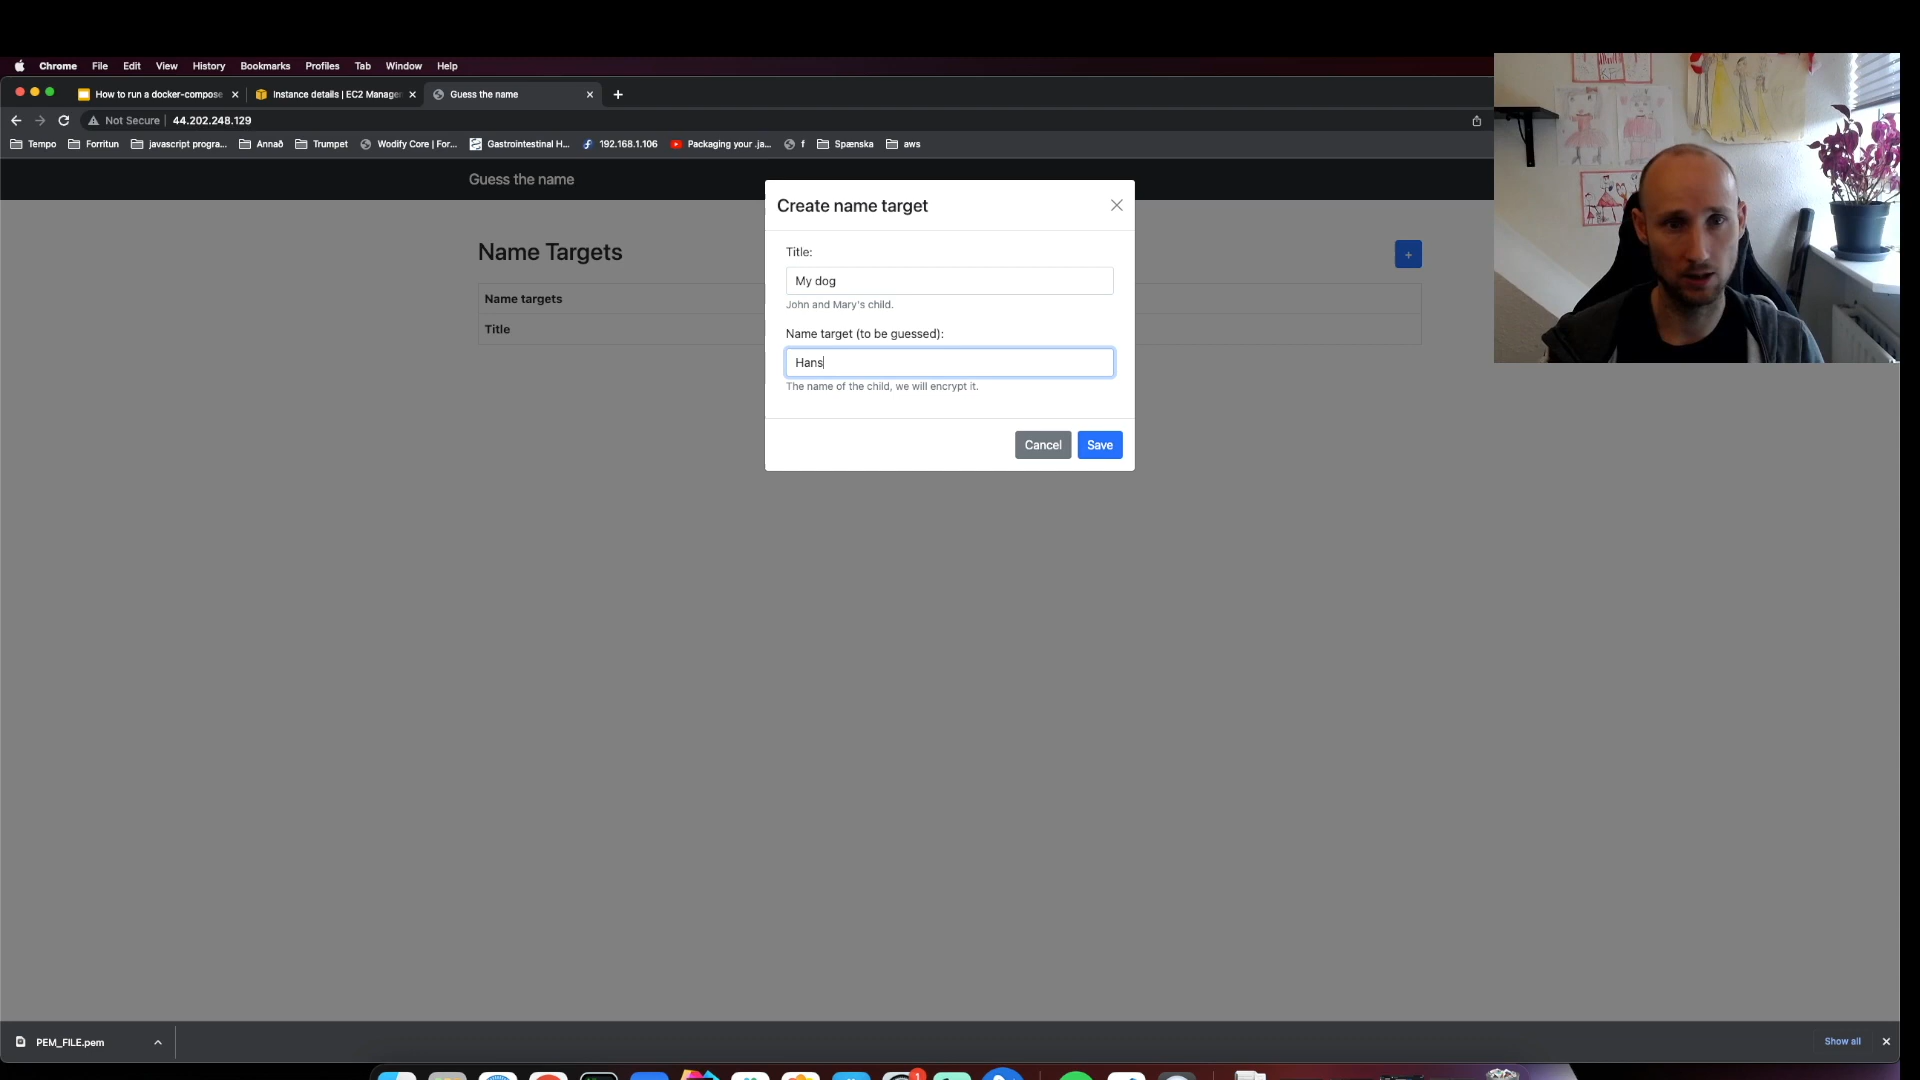 Chrome File Edit View History Bookmarks Profiles Tab Window Help
How to run a docker-compose Instance details | EC2 Manage Guess the name
Not Secure | 44.202.248.129
Tempo Forritun javascript progra... Annað Trumpet Wodify Core | For... Gastrointestinal H... 192.168.1.106 Packaging your .ja... f Spænska aws
Guess the name
Name Targets
+
Name targets
Title
Create name target
Title:
My dog
John and Mary's child.
Name target (to be guessed):
Hans
The name of the child, we will encrypt it.
Cancel Save
PEM_FILE.pem
Show all
1